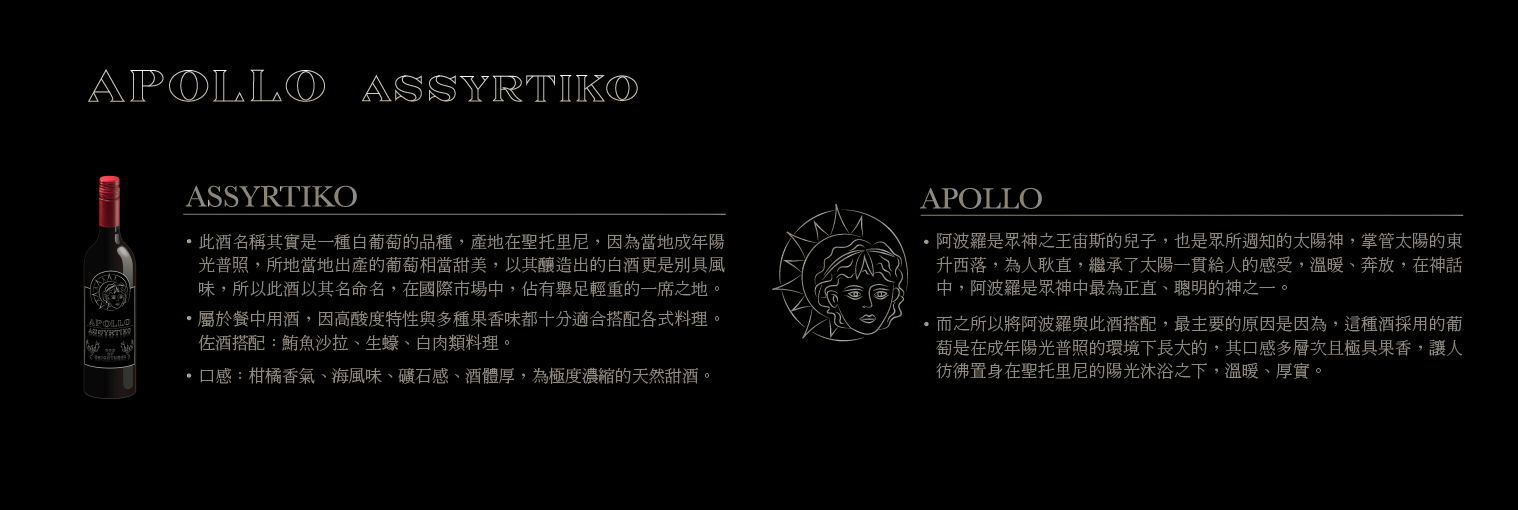 APOLLO ASSYRTIKO
ASSYRTIKO
• 此酒名稱其實是一種白葡萄的品種，產地在聖托里尼，因為當地成年陽
光普照，所地當地出產的葡萄相當甜美，以其釀造出的白酒更是別具風
味，所以此酒以其名命名，在國際市場中，佔有舉足輕重的一席之地。
• 屬於餐中用酒，因高酸度特性與多種果香味都十分適合搭配各式料理。
佐酒搭配：鮪魚沙拉、生蠔、白肉類料理。
• 口感：柑橘香氣、海風味、礦石感、酒體厚，為極度濃縮的天然甜酒。
APOLLO
• 阿波羅是眾神之王宙斯的兒子，也是眾所週知的太陽神，掌管太陽的東
升西落，為人耿直，繼承了太陽一貫給人的感受，溫暖、奔放，在神話
中，阿波羅是眾神中最為正直、聰明的神之一。
• 而之所以將阿波羅與此酒搭配，最主要的原因是因為，這種酒採用的葡
萄是在成年陽光普照的環境下長大的，其口感多層次且極具果香，讓人
彷彿置身在聖托里尼的陽光沐浴之下，溫暖、厚實。
APOLLO
ASSYRTIKO